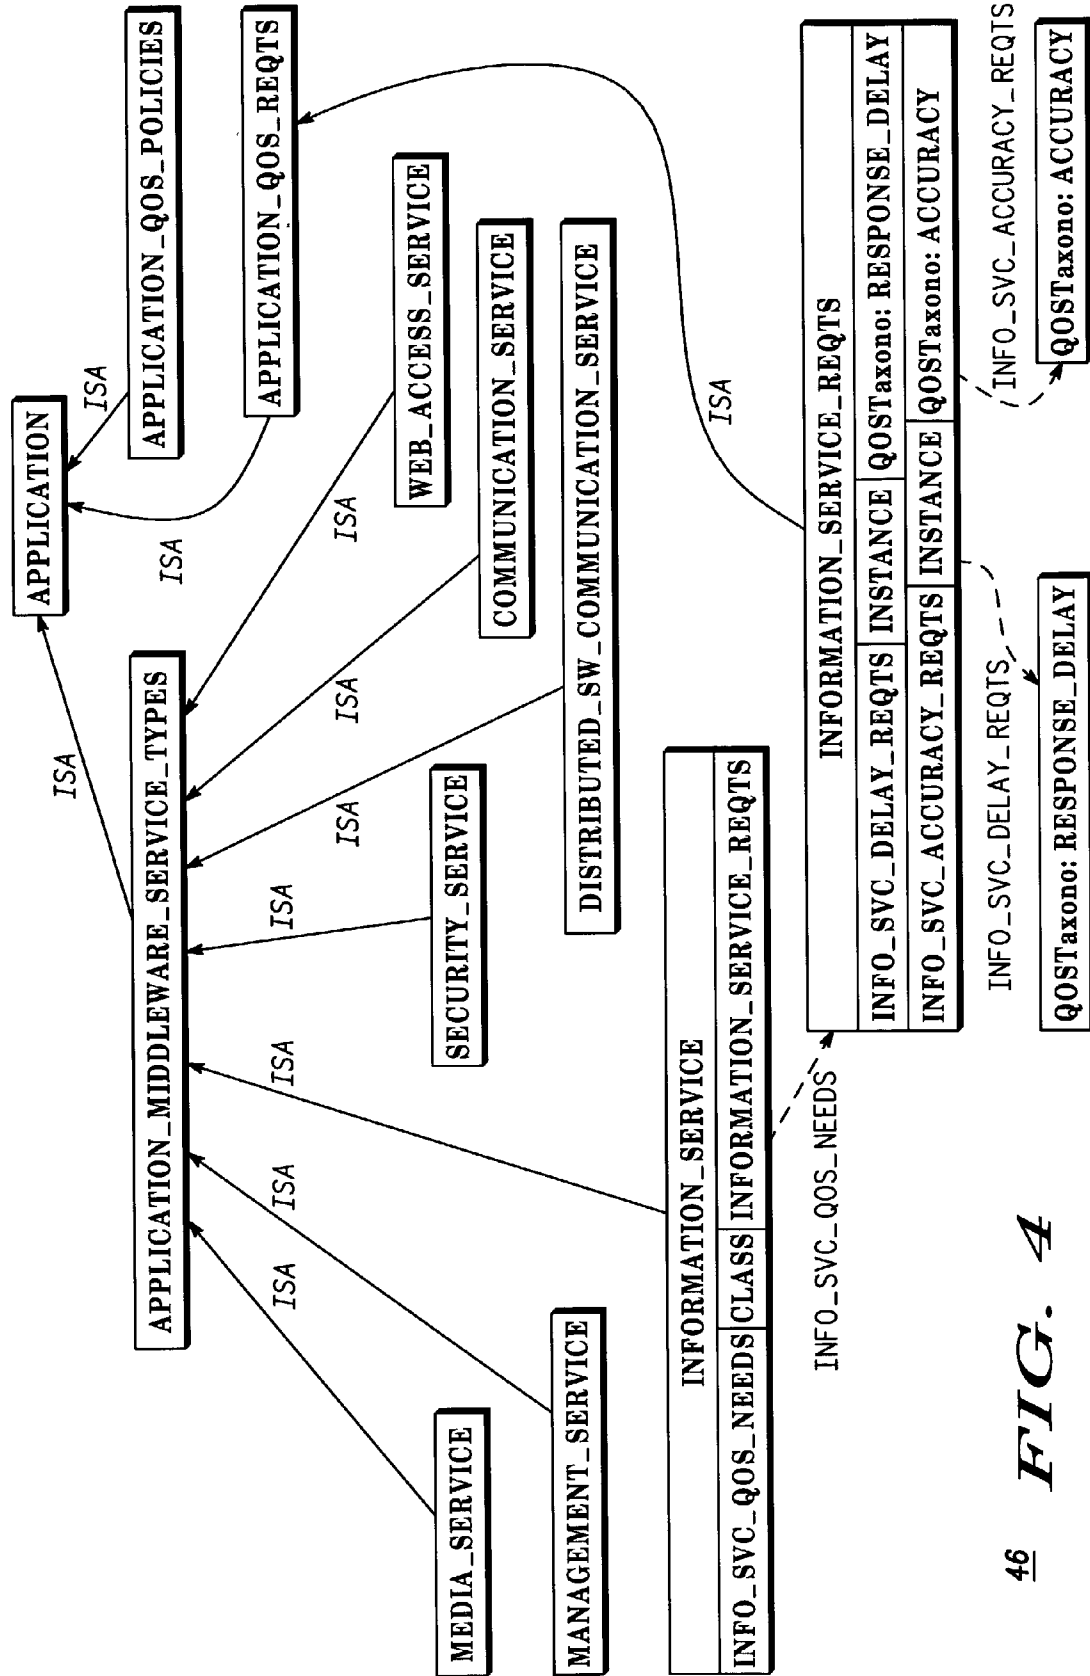 APPLICATION
ISA
ISA
ISA
APPLICATION_QOS_POLICIES
APPLICATION_MIDDLEWARE_SERVICE_TYPES
APPLICATION_QOS_REQTS
ISA
ISA
ISA
ISA
ISA
ISA
ISA
WEB_ACCESS_SERVICE
MEDIA_SERVICE
SECURITY_SERVICE
COMMUNICATION_SERVICE
MANAGEMENT_SERVICE
DISTRIBUTED_SW_COMMUNICATION_SERVICE
INFORMATION_SERVICE
INFO_SVC_QOS_NEEDS CLASS INFORMATION_SERVICE_REQTS
ISA
INFO_SVC_QOS_NEEDS
INFORMATION_SERVICE_REQTS
INFO_SVC_DELAY_REQTS INSTANCE QOSTaxono: RESPONSE_DELAY
INFO_SVC_ACCURACY_REQTS INSTANCE QOSTaxono: ACCURACY
INFO_SVC_DELAY_REQTS
INFO_SVC_ACCURACY_REQTS
QOSTaxono: RESPONSE_DELAY
QOSTaxono: ACCURACY
46
FIG. 4